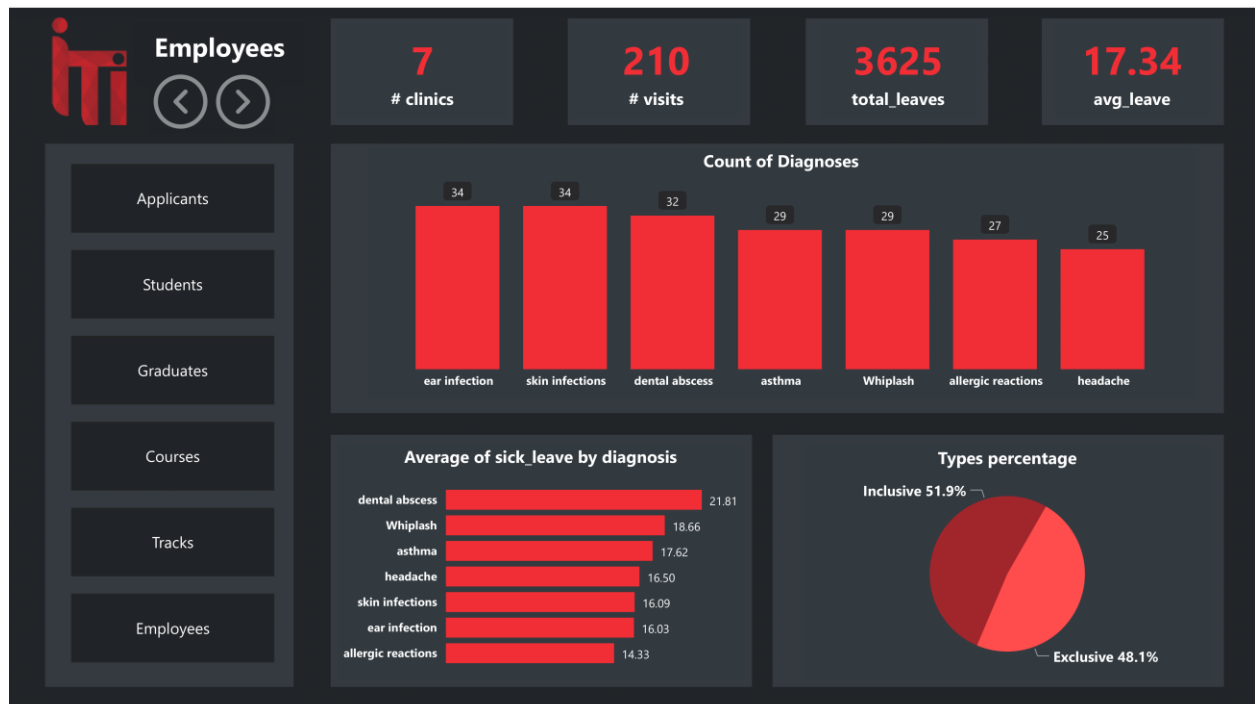 iTi
Employees
7
# clinics
210
# visits
3625
total_leaves
17.34
avg_leave
Applicants
Students
Graduates
Courses
Tracks
Employees
Count of Diagnoses
34
34
32
29
29
27
25
ear infection
skin infections
dental abscess
asthma
Whiplash
allergic reactions
headache
Average of sick_leave by diagnosis
dental abscess 21.81
Whiplash 18.66
asthma 17.62
headache 16.50
skin infections 16.09
ear infection 16.03
allergic reactions 14.33
Types percentage
Inclusive 51.9%
Exclusive 48.1%